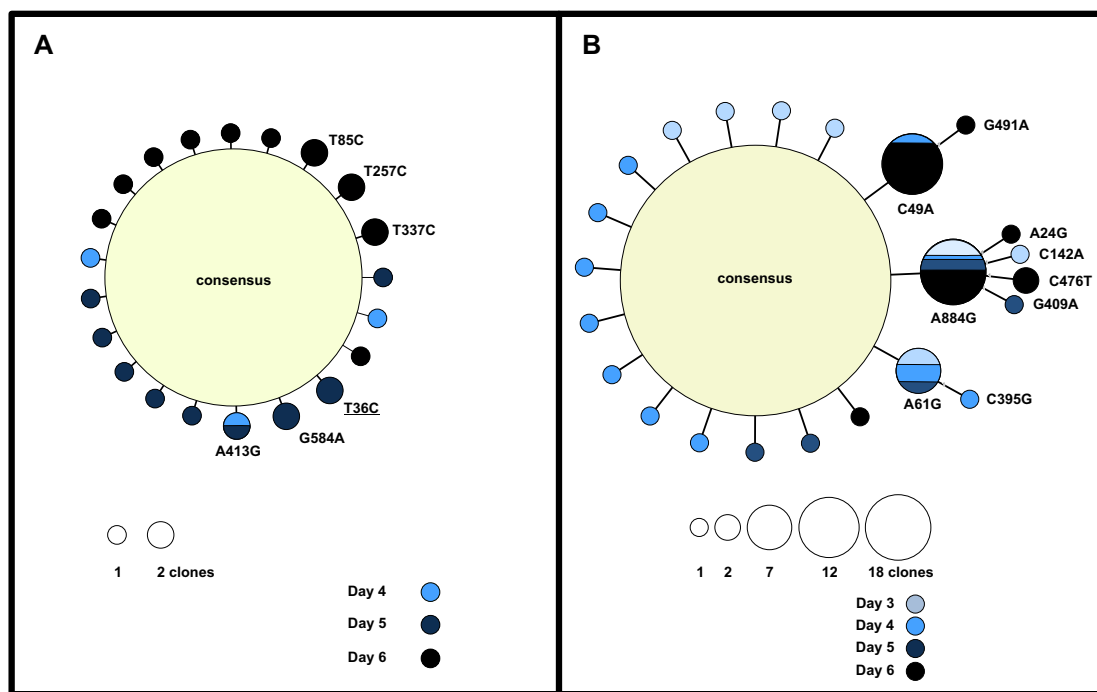 A
T85C
T257C
T337C
consensus
T36C
G584A
A413G
1
2 clones
Day 4
Day 5
Day 6
B
G491A
C49A
A24G
C142A
C476T
G409A
consensus
A884G
A61G
C395G
1 2 7 12 18 clones
Day 3
Day 4
Day 5
Day 6